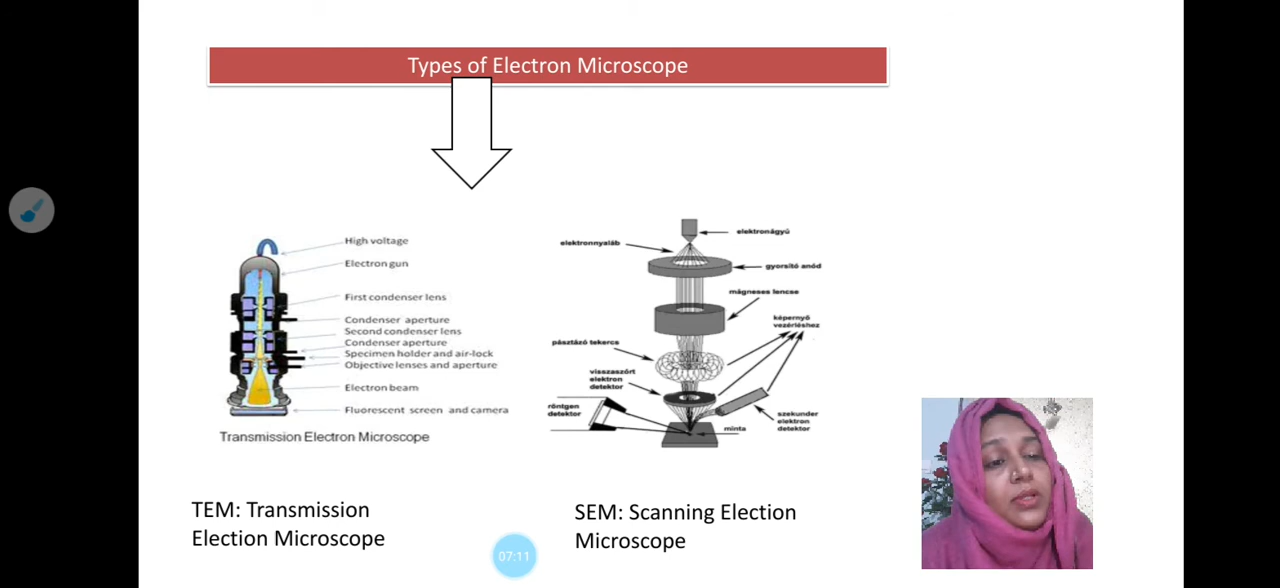 Types of Electron Microscope
High voltage
Electron gun
First condenser lens
Condenser aperture
Second condenser lens
Condenser aperture
Specimen holder and air-lock
Objective lenses and aperture
Electron beam
Fluorescent screen and camera
Transmission Electron Microscope
elektronágyú
elektronnyaláb
gyorsító anód
mágneses lencse
képernyő
vezérléshez
pásztázó tekercs
visszaszórt
elektron
detektor
röntgen
detektor
szekunder
elektron
detektor
minta
TEM: Transmission
Election Microscope
SEM: Scanning Election
Microscope
07:11